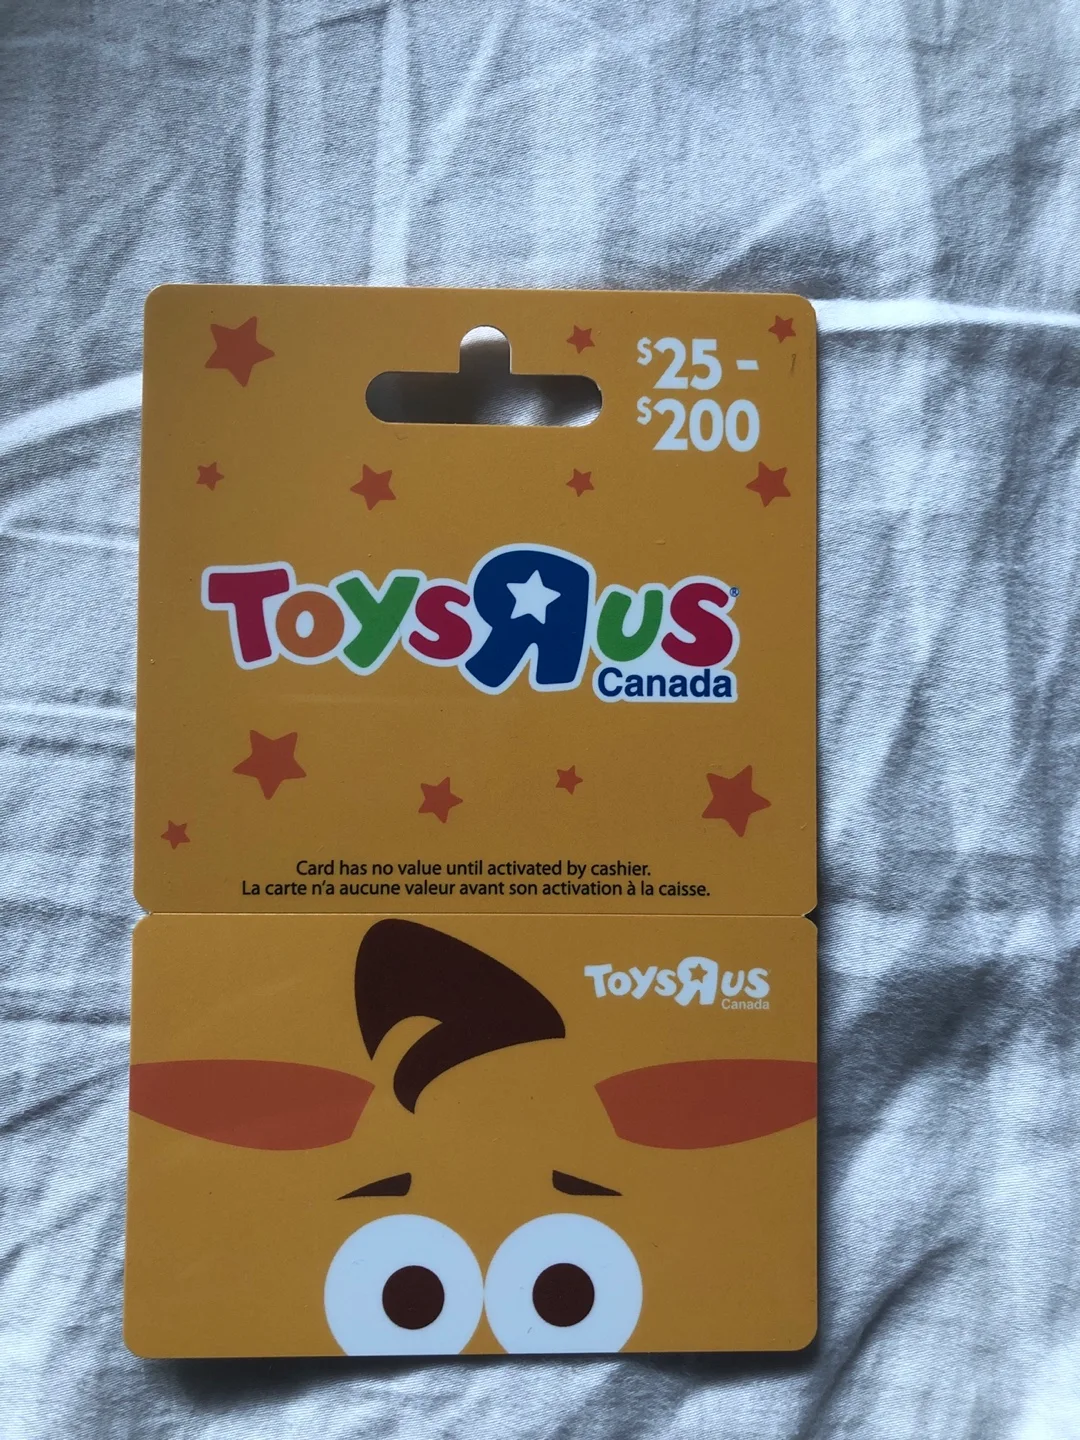 $25 -
$200
ToysRus®
Canada
Card has no value until activated by cashier.
La carte n'a aucune valeur avant son activation à la caisse.
ToysRus
Canada